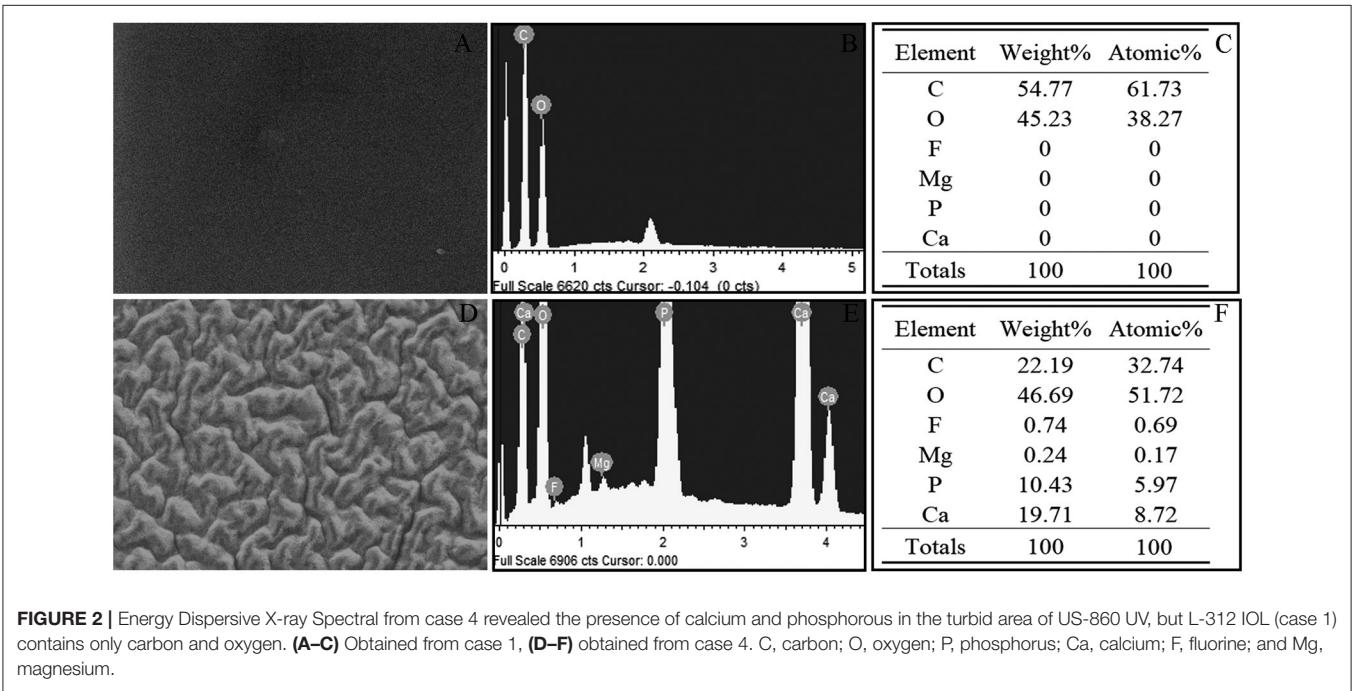 A
B
C
O
0 1 2 3 4 5
Full Scale 6620 cts Cursor: -0.104 (0 cts)
C
Element Weight% Atomic%
C 54.77 61.73
O 45.23 38.27
F 0 0
Mg 0 0
P 0 0
Ca 0 0
Totals 100 100
D
E
Ca O P Ca
C
Ca
Mg
F
0 1 2 3 4
Full Scale 6906 cts Cursor: 0.000
F
Element Weight% Atomic%
C 22.19 32.74
O 46.69 51.72
F 0.74 0.69
Mg 0.24 0.17
P 10.43 5.97
Ca 19.71 8.72
Totals 100 100
FIGURE 2 | Energy Dispersive X-ray Spectral from case 4 revealed the presence of calcium and phosphorous in the turbid area of US-860 UV, but L-312 IOL (case 1)
contains only carbon and oxygen. (A–C) Obtained from case 1, (D–F) obtained from case 4. C, carbon; O, oxygen; P, phosphorus; Ca, calcium; F, fluorine; and Mg,
magnesium.